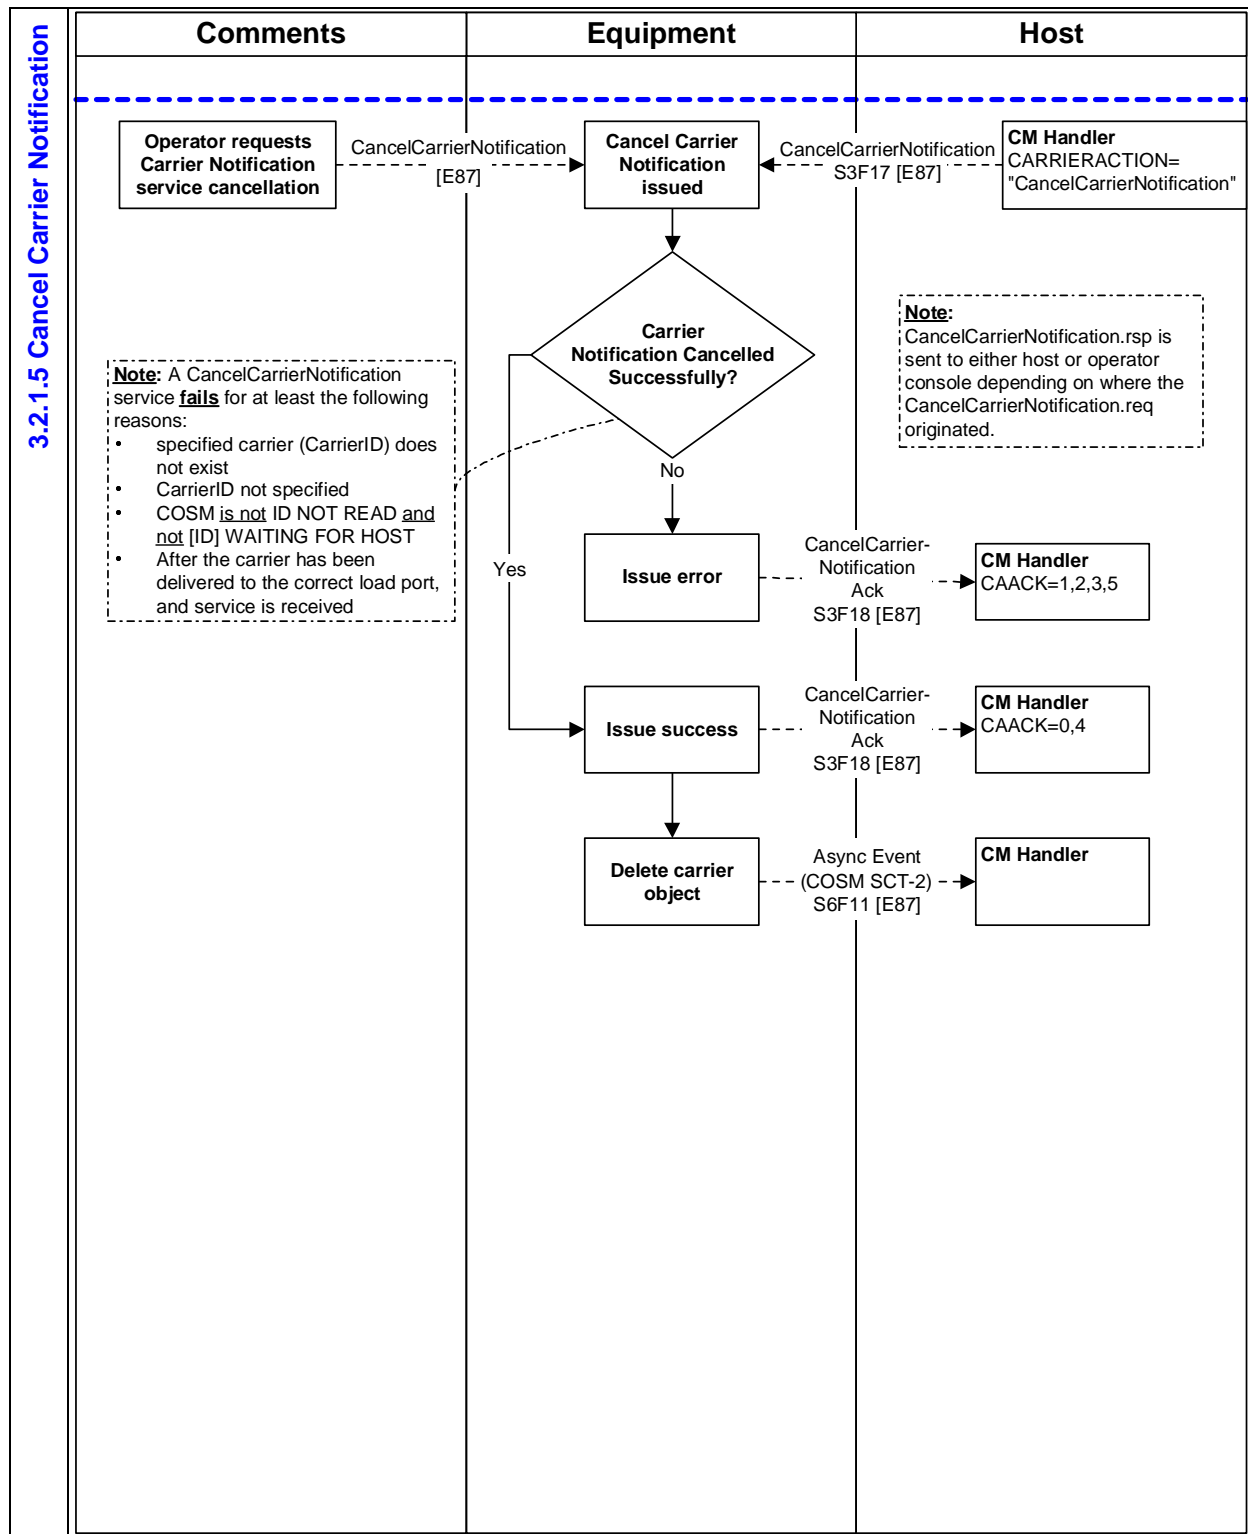 3.2.1.5 Cancel Carrier Notification
Comments
Equipment
Host
Operator requests
Carrier Notification
service cancellation
CancelCarrierNotification
[E87]
Cancel Carrier
Notification
issued
CancelCarrierNotification
S3F17 [E87]
CM Handler
CARRIERACTION=
"CancelCarrierNotification"
Carrier
Notification Cancelled
Successfully?
Note:
CancelCarrierNotification.rsp is
sent to either host or operator
console depending on where the
CancelCarrierNotification.req
originated.
Note: A CancelCarrierNotification
service fails for at least the following
reasons:
• specified carrier (CarrierID) does
not exist
• CarrierID not specified
• COSM is not ID NOT READ and
not [ID] WAITING FOR HOST
• After the carrier has been
delivered to the correct load port,
and service is received
No
Yes
Issue error
CancelCarrier-
Notification
Ack
S3F18 [E87]
CM Handler
CAACK=1,2,3,5
Issue success
CancelCarrier-
Notification
Ack
S3F18 [E87]
CM Handler
CAACK=0,4
Delete carrier
object
Async Event
(COSM SCT-2)
S6F11 [E87]
CM Handler